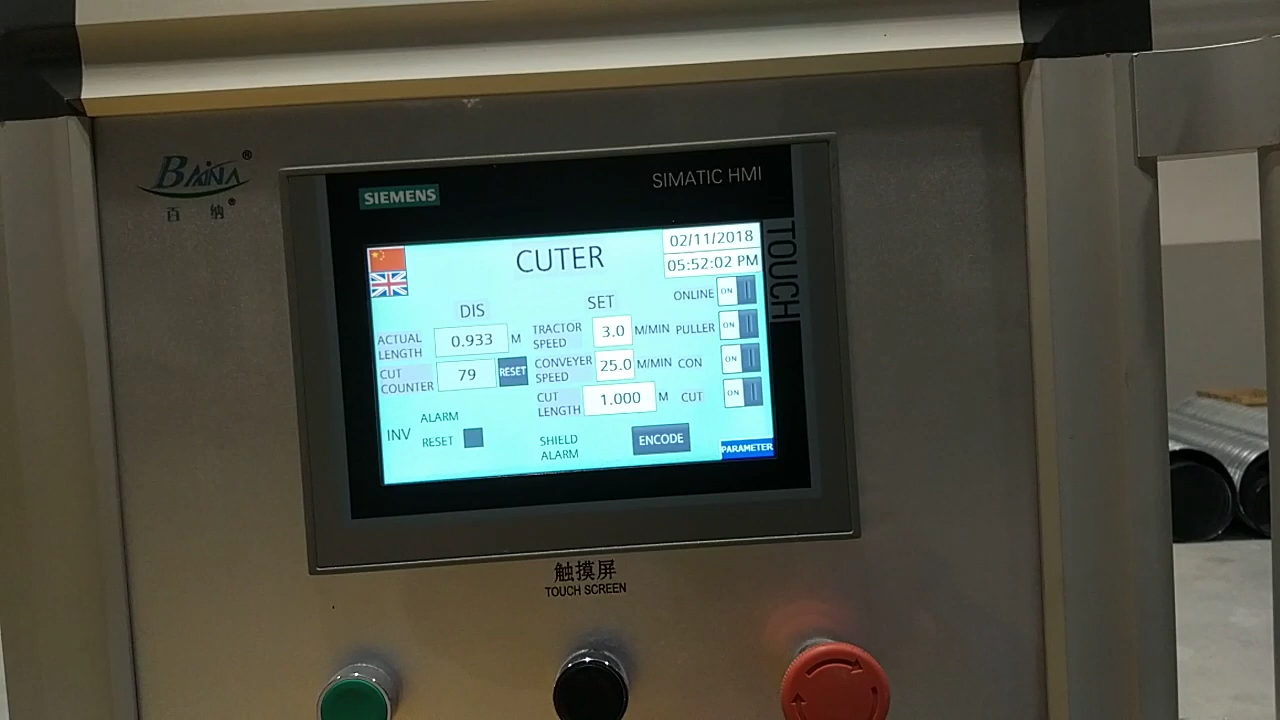 BAINA®
百纳®
SIEMENS
SIMATIC HMI
TOUCH
CUTER
02/11/2018
05:52:02 PM
DIS
SET
ONLINE ON
ACTUAL LENGTH 0.933 M
TRACTOR SPEED 3.0 M/MIN
PULLER ON
CUT COUNTER 79 RESET
CONVEYER SPEED 25.0 M/MIN
CON ON
CUT LENGTH 1.000 M
CUT ON
ALARM
INV RESET
SHIELD ALARM
ENCODE
PARAMETER
触摸屏
TOUCH SCREEN